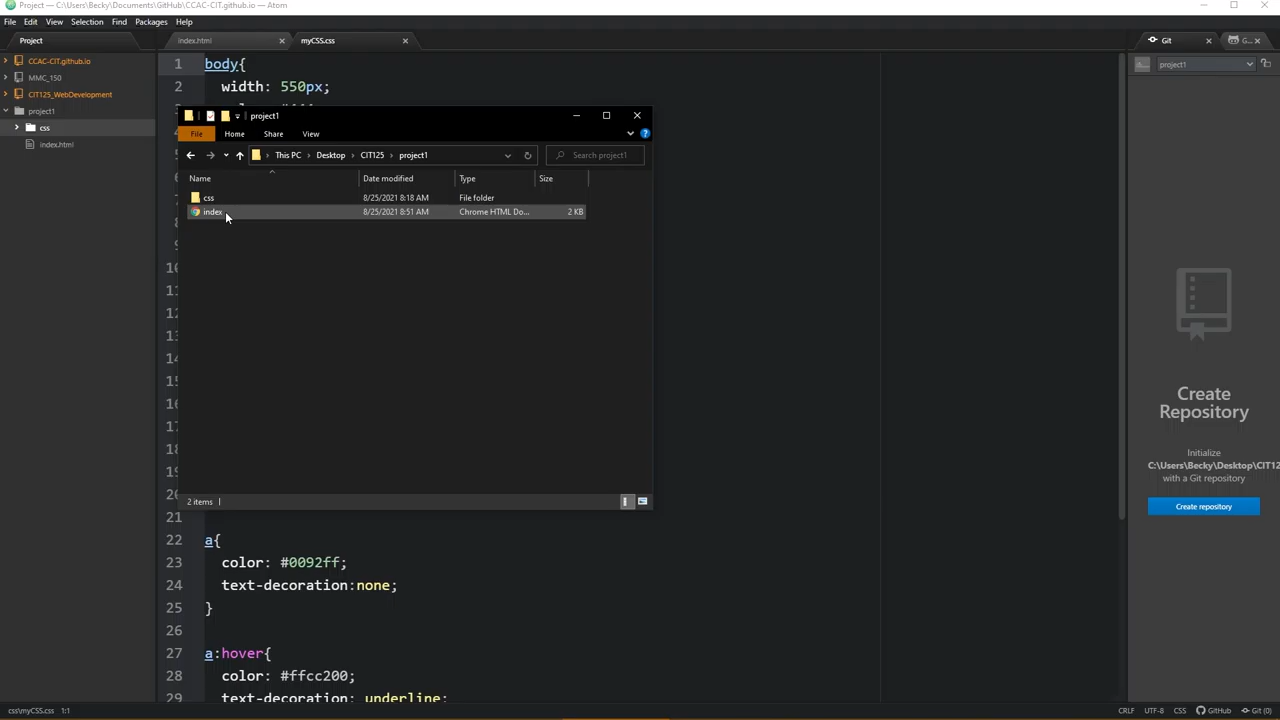 Project — C:\Users\Becky\Documents\GitHub\CCAC-CIT.github.io — Atom
File Edit View Selection Find Packages Help
Project
index.html
myCSS.css
Git
G...
CCAC-CIT.github.io
MMC_150
CIT125_WebDevelopment
project1
css
index.html
project1
1 body{
2 width: 550px;
project1
File Home Share View
This PC > Desktop > CIT125 > project1
Search project1
Name Date modified Type Size
css 8/25/2021 8:18 AM File folder
index 8/25/2021 8:51 AM Chrome HTML Do... 2 KB
2 items
21
22 a{
23 color: #0092ff;
24 text-decoration:none;
25 }
26
27 a:hover{
28 color: #ffcc200;
29 text-decoration: underline;
Create
Repository
Initialize
C:\Users\Becky\Desktop\CIT12
with a Git repository
Create repository
css\myCSS.css 1:1
CRLF UTF-8 CSS GitHub Git (0)